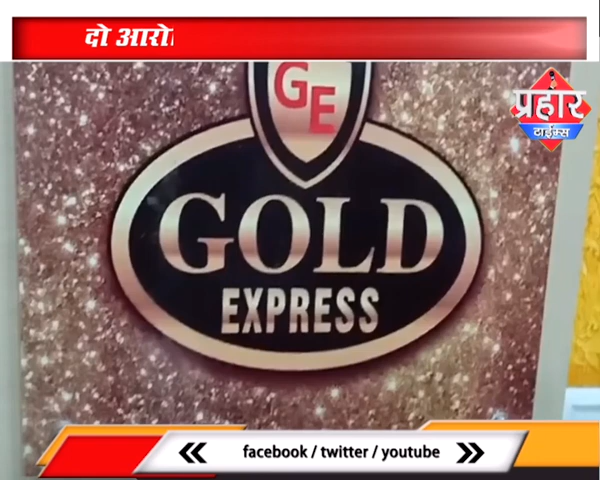 दो आरो
GE
GOLD
EXPRESS
प्रहार
टाईम्स
facebook / twitter / youtube